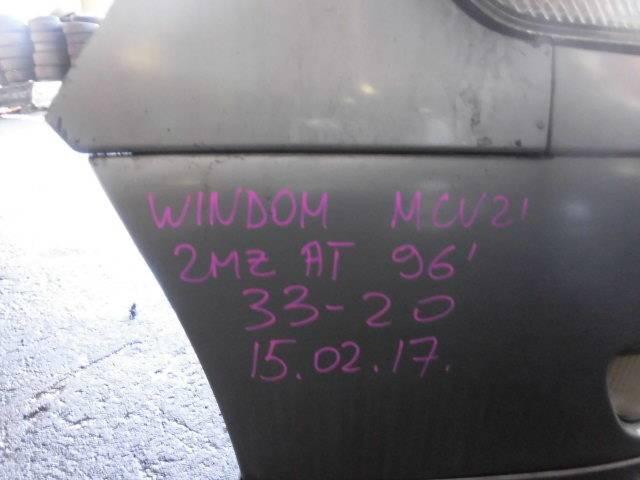 WINDOM MCV21
2MZ AT 96'
33-20
15.02.17.